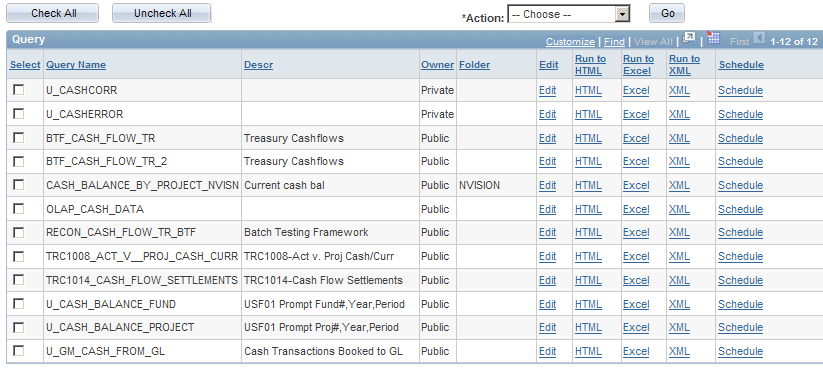 Check All Uncheck All *Action: -- Choose -- Go
Query Customize | Find | View All | | First 1-12 of 12
Select Query Name Descr Owner Folder Edit Run to HTML Run to Excel Run to XML Schedule
U_CASHCORR Private Edit HTML Excel XML Schedule
U_CASHERROR Private Edit HTML Excel XML Schedule
BTF_CASH_FLOW_TR Treasury Cashflows Public Edit HTML Excel XML Schedule
BTF_CASH_FLOW_TR_2 Treasury Cashflows Public Edit HTML Excel XML Schedule
CASH_BALANCE_BY_PROJECT_NVISN Current cash bal Public NVISION Edit HTML Excel XML Schedule
OLAP_CASH_DATA Public Edit HTML Excel XML Schedule
RECON_CASH_FLOW_TR_BTF Batch Testing Framework Public Edit HTML Excel XML Schedule
TRC1008_ACT_V__PROJ_CASH_CURR TRC1008-Act v. Proj Cash/Curr Public Edit HTML Excel XML Schedule
TRC1014_CASH_FLOW_SETTLEMENTS TRC1014-Cash Flow Settlements Public Edit HTML Excel XML Schedule
U_CASH_BALANCE_FUND USF01 Prompt Fund#,Year,Period Public Edit HTML Excel XML Schedule
U_CASH_BALANCE_PROJECT USF01 Prompt Proj#,Year,Period Public Edit HTML Excel XML Schedule
U_GM_CASH_FROM_GL Cash Transactions Booked to GL Public Edit HTML Excel XML Schedule